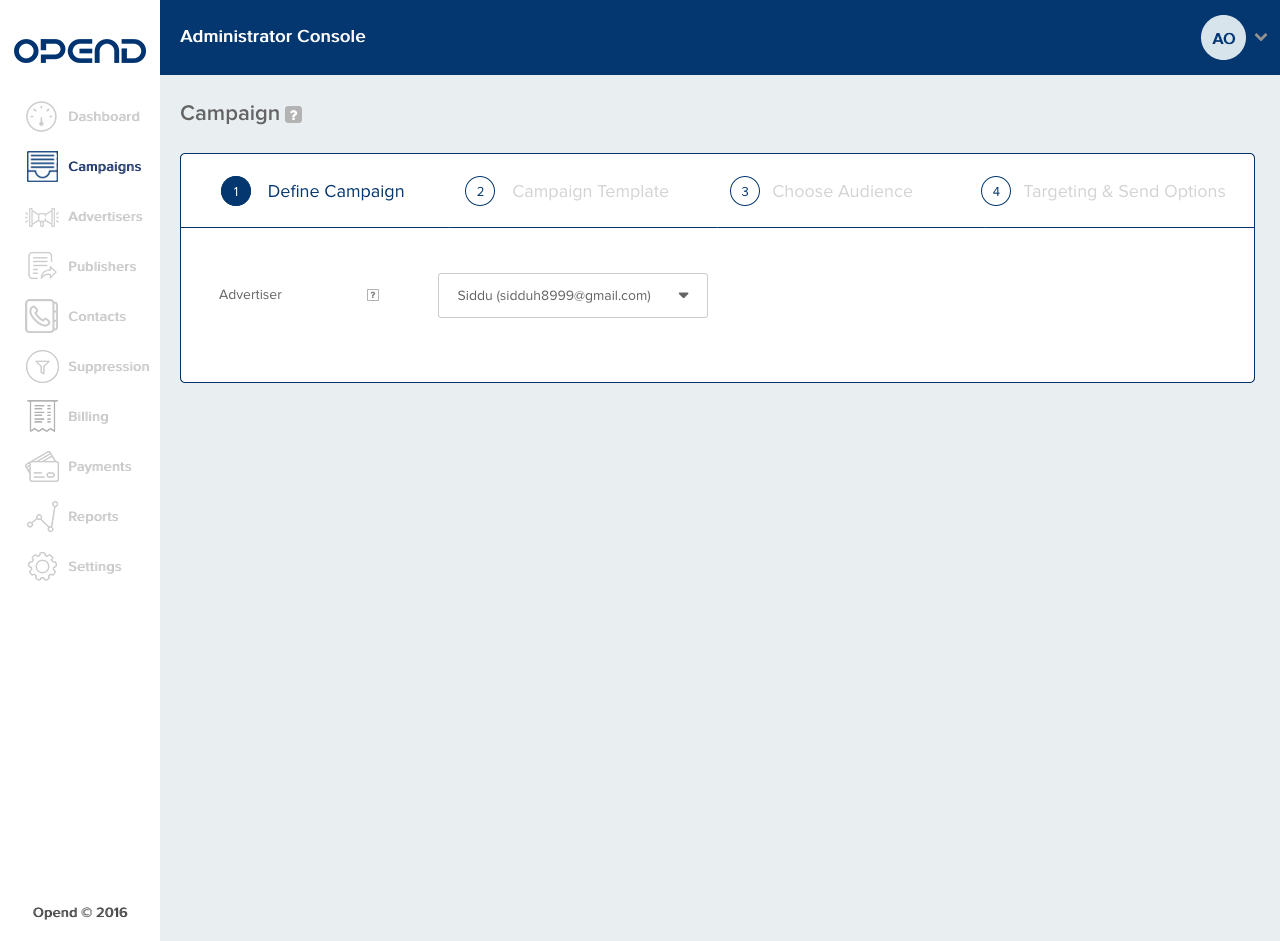 OPEND
Administrator Console
AO
Dashboard
Campaigns
Advertisers
Publishers
Contacts
Suppression
Billing
Payments
Reports
Settings
Opend © 2016
Campaign ?
1 Define Campaign 2 Campaign Template 3 Choose Audience 4 Targeting & Send Options
Advertiser ? Siddu (sidduh8999@gmail.com)